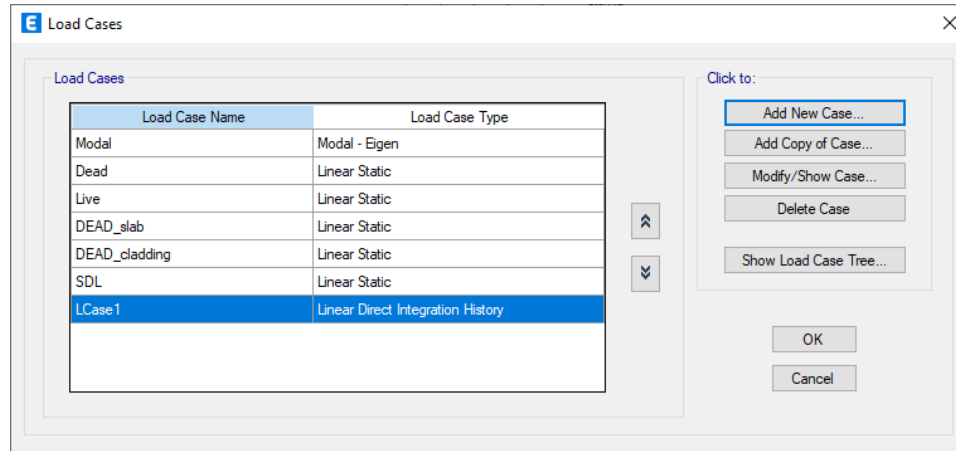 E Load Cases
Load Cases
Click to:
Load Case Name Load Case Type
Modal Modal - Eigen
Dead Linear Static
Live Linear Static
DEAD_slab Linear Static
DEAD_cladding Linear Static
SDL Linear Static
LCase1 Linear Direct Integration History
Add New Case...
Add Copy of Case...
Modify/Show Case...
Delete Case
Show Load Case Tree...
OK
Cancel